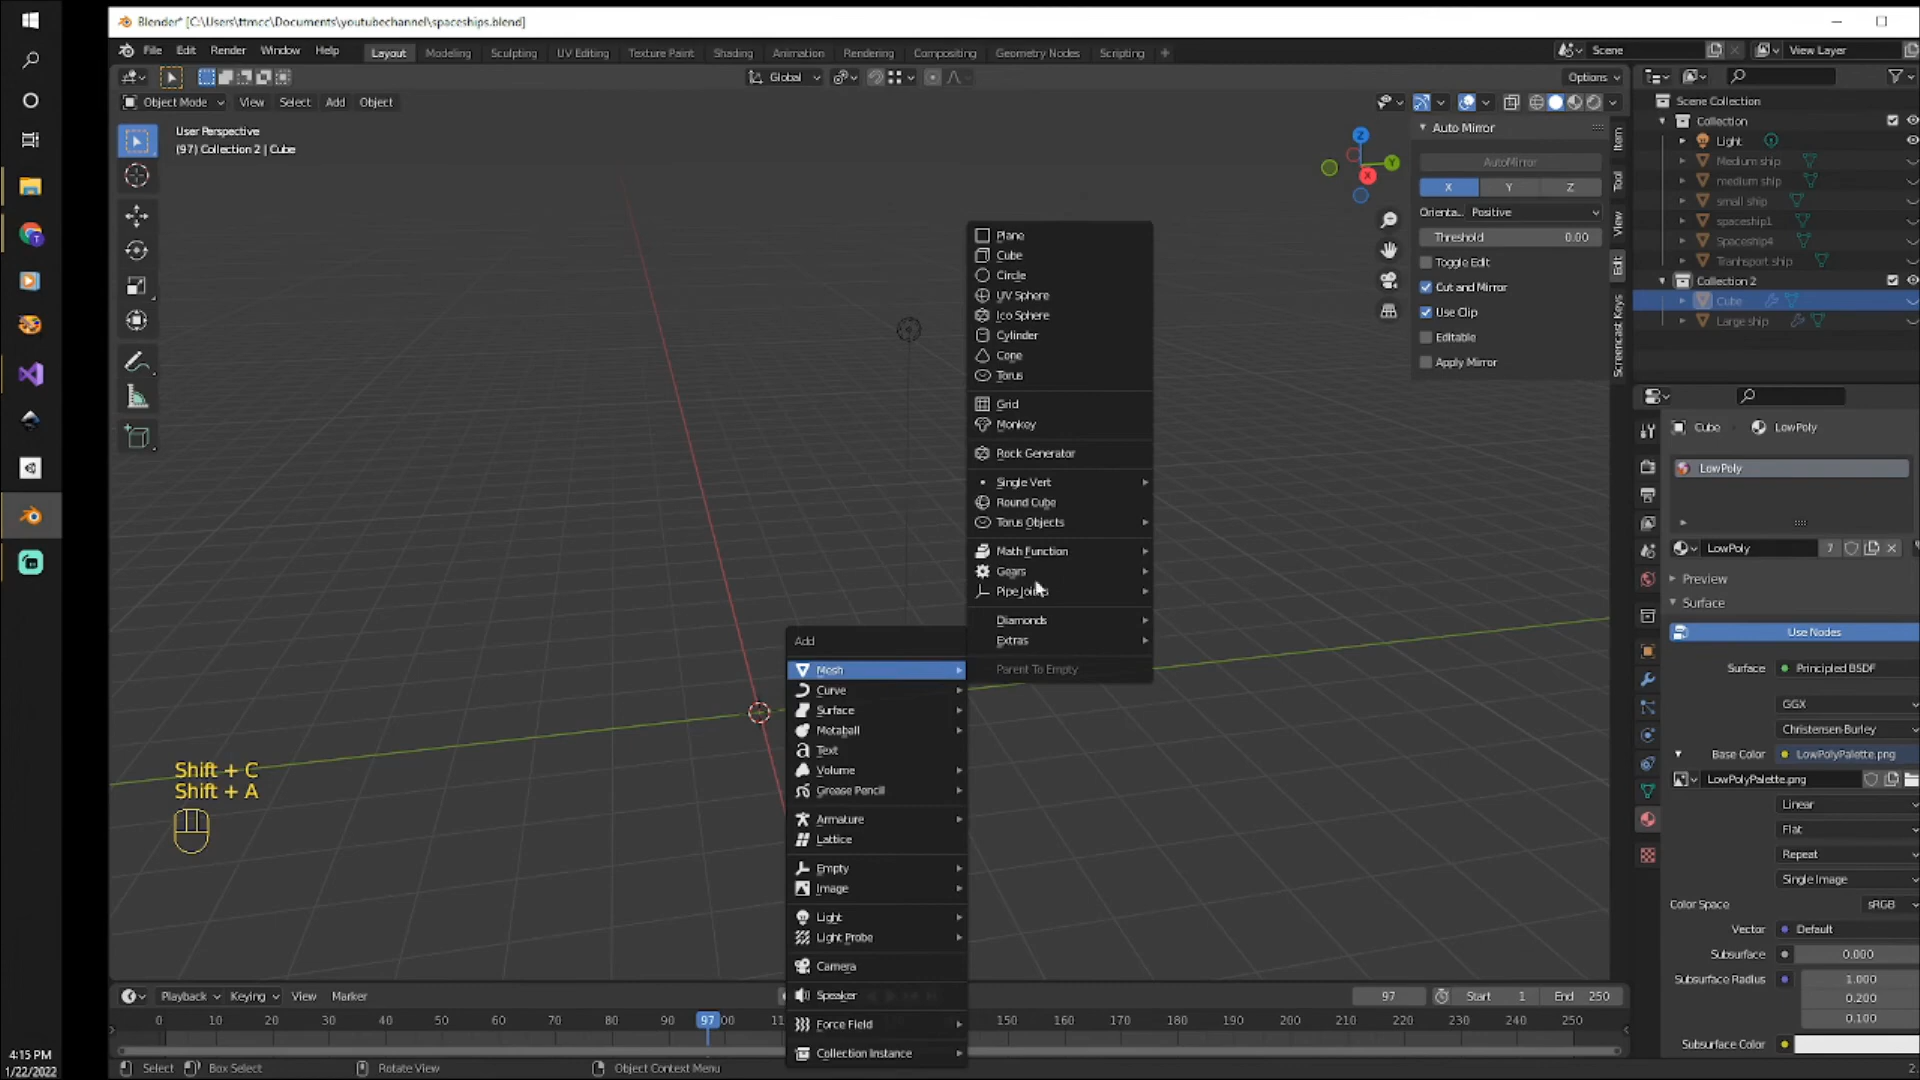 Blender* [C:\Users\ttmcc\Documents\youtubechannel\spaceships.blend]
File Edit Render Window Help Layout Modeling Sculpting UV Editing Texture Paint Shading Animation Rendering Compositing Geometry Nodes Scripting + Scene View Layer
Global Options
Object Mode View Select Add Object
User Perspective
(97) Collection 2 | Cube
Z
Y
X
Auto Mirror
AutoMirror
X Y Z
Orienta... Positive
Threshold 0.00
Toggle Edit
Cut and Mirror
Use Clip
Editable
Apply Mirror
Item
Tool
View
Edit
Screencast Keys
Scene Collection
Collection
Light
Medium ship
medium ship
small ship
spaceship1
Spaceship4
Tranhsport ship
Collection 2
Cube
Large ship
Plane
Cube
Circle
UV Sphere
Ico Sphere
Cylinder
Cone
Torus
Grid
Monkey
Rock Generator
Single Vert
Round Cube
Torus Objects
Math Function
Gears
Pipe Joints
Diamonds
Extras
Parent To Empty
Add
Mesh
Curve
Surface
Metaball
Text
Volume
Grease Pencil
Armature
Lattice
Empty
Image
Light
Light Probe
Camera
Speaker
Force Field
Collection Instance
Shift + C
Shift + A
Cube LowPoly
LowPoly
LowPoly 7
Preview
Surface
Use Nodes
Surface Principled BSDF
GGX
Christensen-Burley
Base Color LowPolyPalette.png
LowPolyPalette.png
Linear
Flat
Repeat
Single Image
Color Space sRGB
Vector Default
Subsurface 0.000
Subsurface Radius 1.000
0.200
0.100
Subsurface Color
Playback Keying View Marker 97 Start 1 End 250
0 10 20 30 40 50 60 70 80 90 97 00 11 150 160 170 180 190 200 210 220 230 240 250
Select Box Select Rotate View Object Context Menu 2.
4:15 PM
1/22/2022